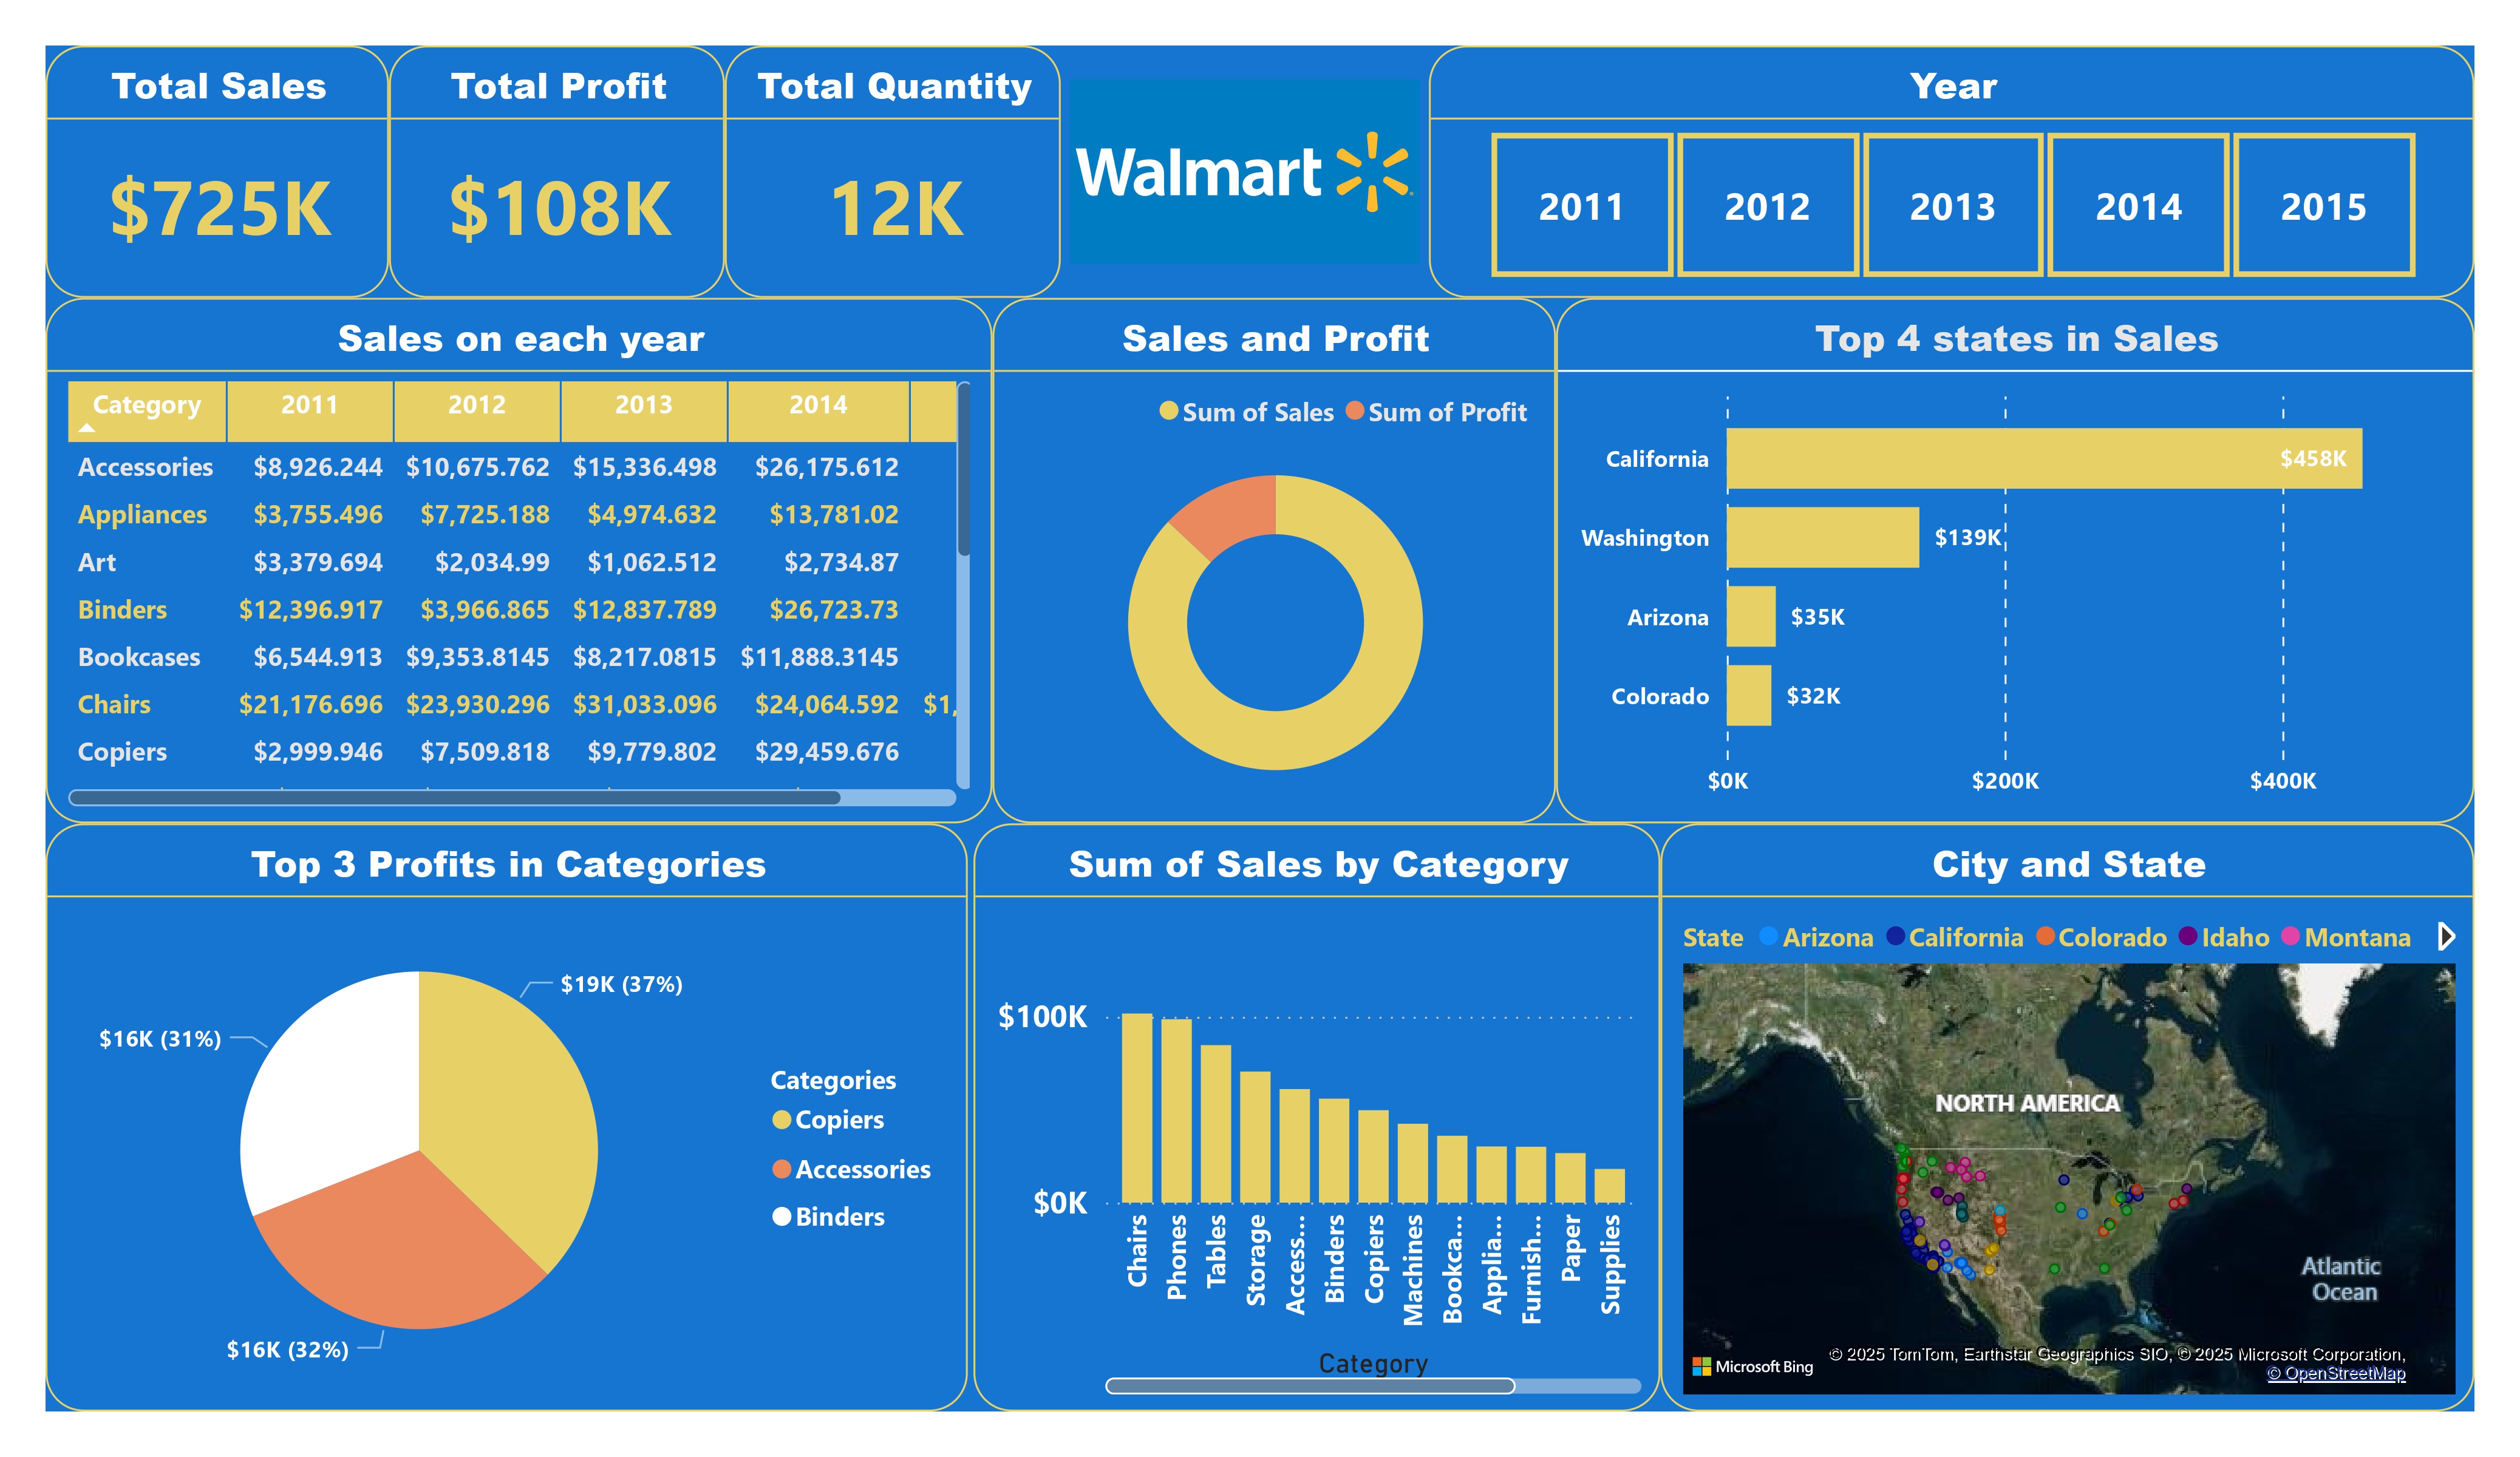 Total Sales
$725K
Total Profit
$108K
Total Quantity
12K
Walmart
Year
2011 2012 2013 2014 2015
Sales on each year
Category 2011 2012 2013 2014
Accessories $8,926.244 $10,675.762 $15,336.498 $26,175.612
Appliances $3,755.496 $7,725.188 $4,974.632 $13,781.02
Art $3,379.694 $2,034.99 $1,062.512 $2,734.87
Binders $12,396.917 $3,966.865 $12,837.789 $26,723.73
Bookcases $6,544.913 $9,353.8145 $8,217.0815 $11,888.3145
Chairs $21,176.696 $23,930.296 $31,033.096 $24,064.592 $1,
Copiers $2,999.946 $7,509.818 $9,779.802 $29,459.676
Sales and Profit
Sum of Sales Sum of Profit
Top 4 states in Sales
California $458K
Washington $139K
Arizona $35K
Colorado $32K
$0K $200K $400K
Top 3 Profits in Categories
$19K (37%)
$16K (31%)
$16K (32%)
Categories
Copiers
Accessories
Binders
Sum of Sales by Category
$100K
$0K
Chairs
Phones
Tables
Storage
Access...
Binders
Copiers
Machines
Bookca...
Applia...
Furnish...
Paper
Supplies
Category
City and State
State Arizona California Colorado Idaho Montana
NORTH AMERICA
Atlantic
Ocean
Microsoft Bing
© 2025 TomTom, Earthstar Geographics SIO, © 2025 Microsoft Corporation,
© OpenStreetMap